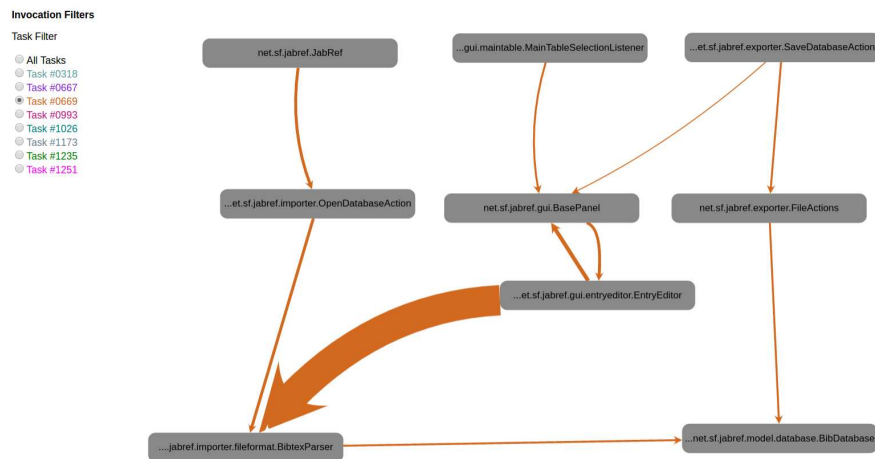 Invocation Filters
Task Filter
All Tasks
Task #0318
Task #0667
Task #0669
Task #0993
Task #1026
Task #1173
Task #1235
Task #1251
net.sf.jabref.JabRef
...gui.maintable.MainTableSelectionListener
...et.sf.jabref.exporter.SaveDatabaseAction
...et.sf.jabref.importer.OpenDatabaseAction
net.sf.jabref.gui.BasePanel
net.sf.jabref.exporter.FileActions
...et.sf.jabref.gui.entryeditor.EntryEditor
....jabref.importer.fileformat.BibtexParser
...net.sf.jabref.model.database.BibDatabase